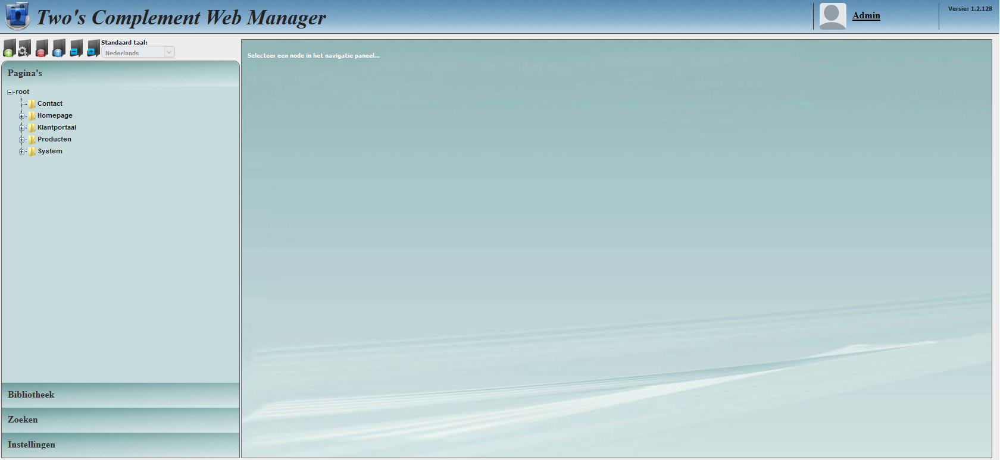 Two's Complement Web Manager
Admin
Versie: 1.2.128
Standaard taal:
Nederlands
Pagina's
root
Contact
Homepage
Klantportaal
Producten
System
Bibliotheek
Zoeken
Instellingen
Selecteer een node in het navigatie paneel...